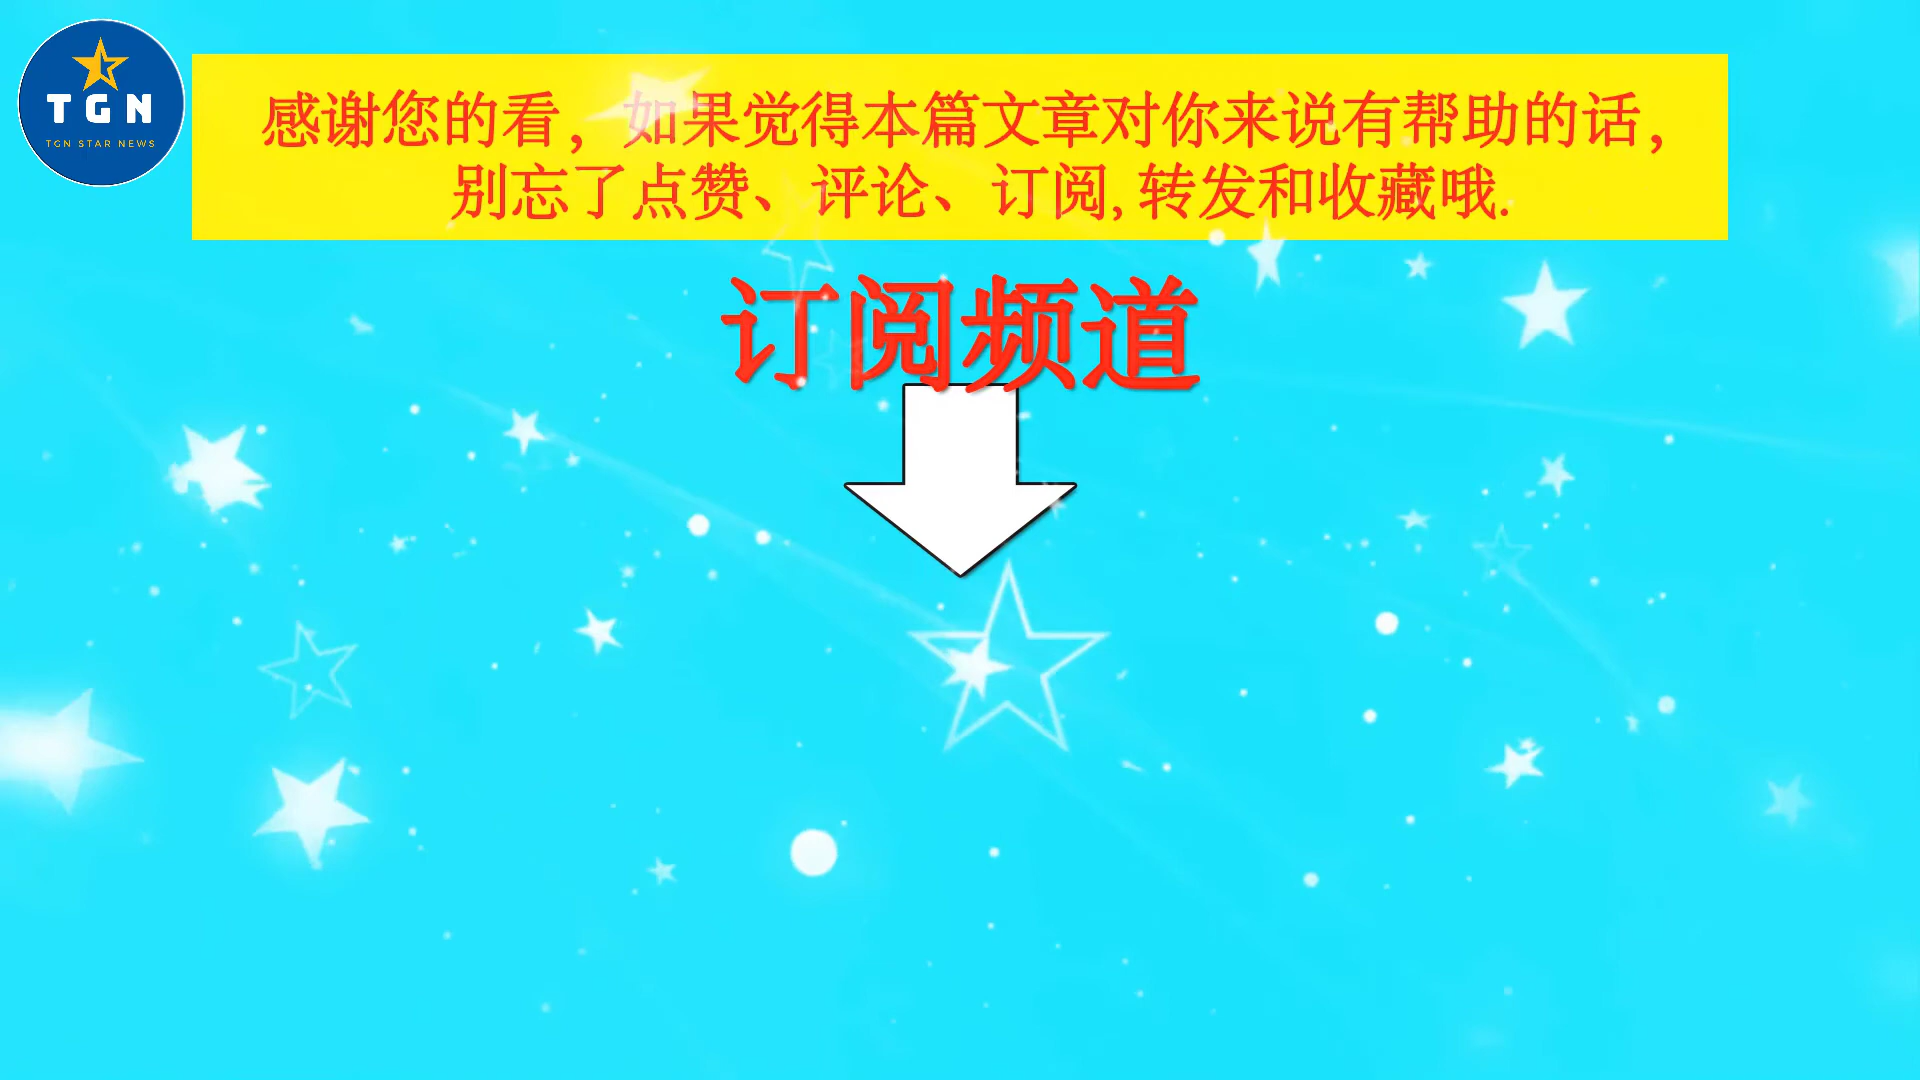 TGN
TGN STAR NEWS
感谢您的看，如果觉得本篇文章对你来说有帮助的话，
别忘了点赞、评论、订阅,转发和收藏哦.
订阅频道